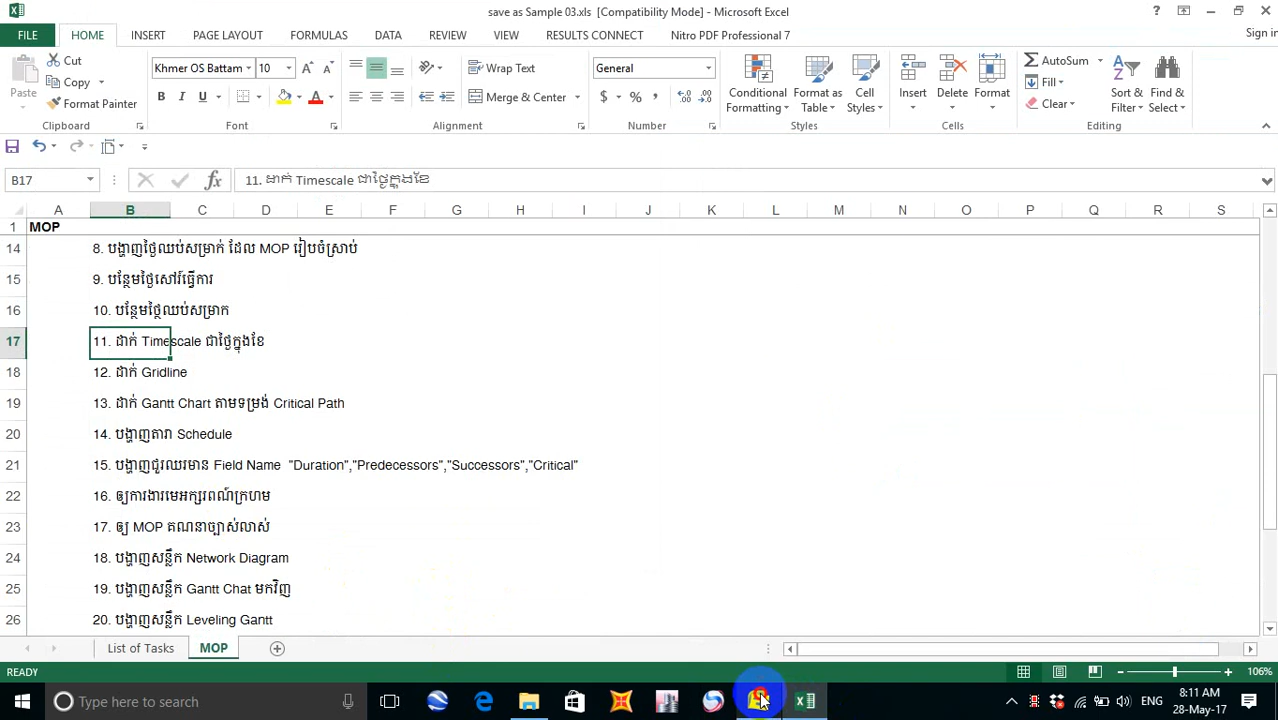 save as Sample 03.xls [Compatibility Mode] - Microsoft Excel
FILE HOME INSERT PAGE LAYOUT FORMULAS DATA REVIEW VIEW RESULTS CONNECT Nitro PDF Professional 7 Sign in
Cut
Copy
Format Painter
Paste
Clipboard
Khmer OS Battam 10
B I U
Font
Wrap Text
Merge & Center
Alignment
General
$ % ,
Number
Conditional Formatting
Format as Table
Cell Styles
Styles
Insert
Delete
Format
Cells
AutoSum
Fill
Clear
Sort & Filter
Find & Select
Editing
B17 fx 11. ដាក់ Timescale ជាថ្ងៃក្នុងខែ
A B C D E F G H I J K L M N O P Q R S
1 MOP
14 8. បង្ហាញថ្ងៃឈប់សម្រាក់ ដែល MOP រៀបចំស្រាប់
15 9. បន្ថែមថ្ងៃសៅរ៍ធ្វើការ
16 10. បន្ថែមថ្ងៃឈប់សម្រាក
17 11. ដាក់ Timescale ជាថ្ងៃក្នុងខែ
18 12. ដាក់ Gridline
19 13. ដាក់ Gantt Chart តាមទម្រង់ Critical Path
20 14. បង្ហាញតារា Schedule
21 15. បង្ហាញជួរឈរមាន Field Name "Duration","Predecessors","Successors","Critical"
22 16. ឲ្យការងារមេអក្សរពណ៍ក្រហម
23 17. ឲ្យ MOP គណនាច្បាស់លាស់
24 18. បង្ហាញសន្លឹក Network Diagram
25 19. បង្ហាញសន្លឹក Gantt Chat មកវិញ
26 20. បង្ហាញសន្លឹក Leveling Gantt
List of Tasks MOP
READY 106%
Type here to search
ENG
8:11 AM
28-May-17